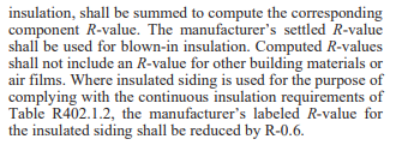 insulation, shall be summed to compute the corresponding
component R-value. The manufacturer's settled R-value
shall be used for blown-in insulation. Computed R-values
shall not include an R-value for other building materials or
air films. Where insulated siding is used for the purpose of
complying with the continuous insulation requirements of
Table R402.1.2, the manufacturer's labeled R-value for
the insulated siding shall be reduced by R-0.6.